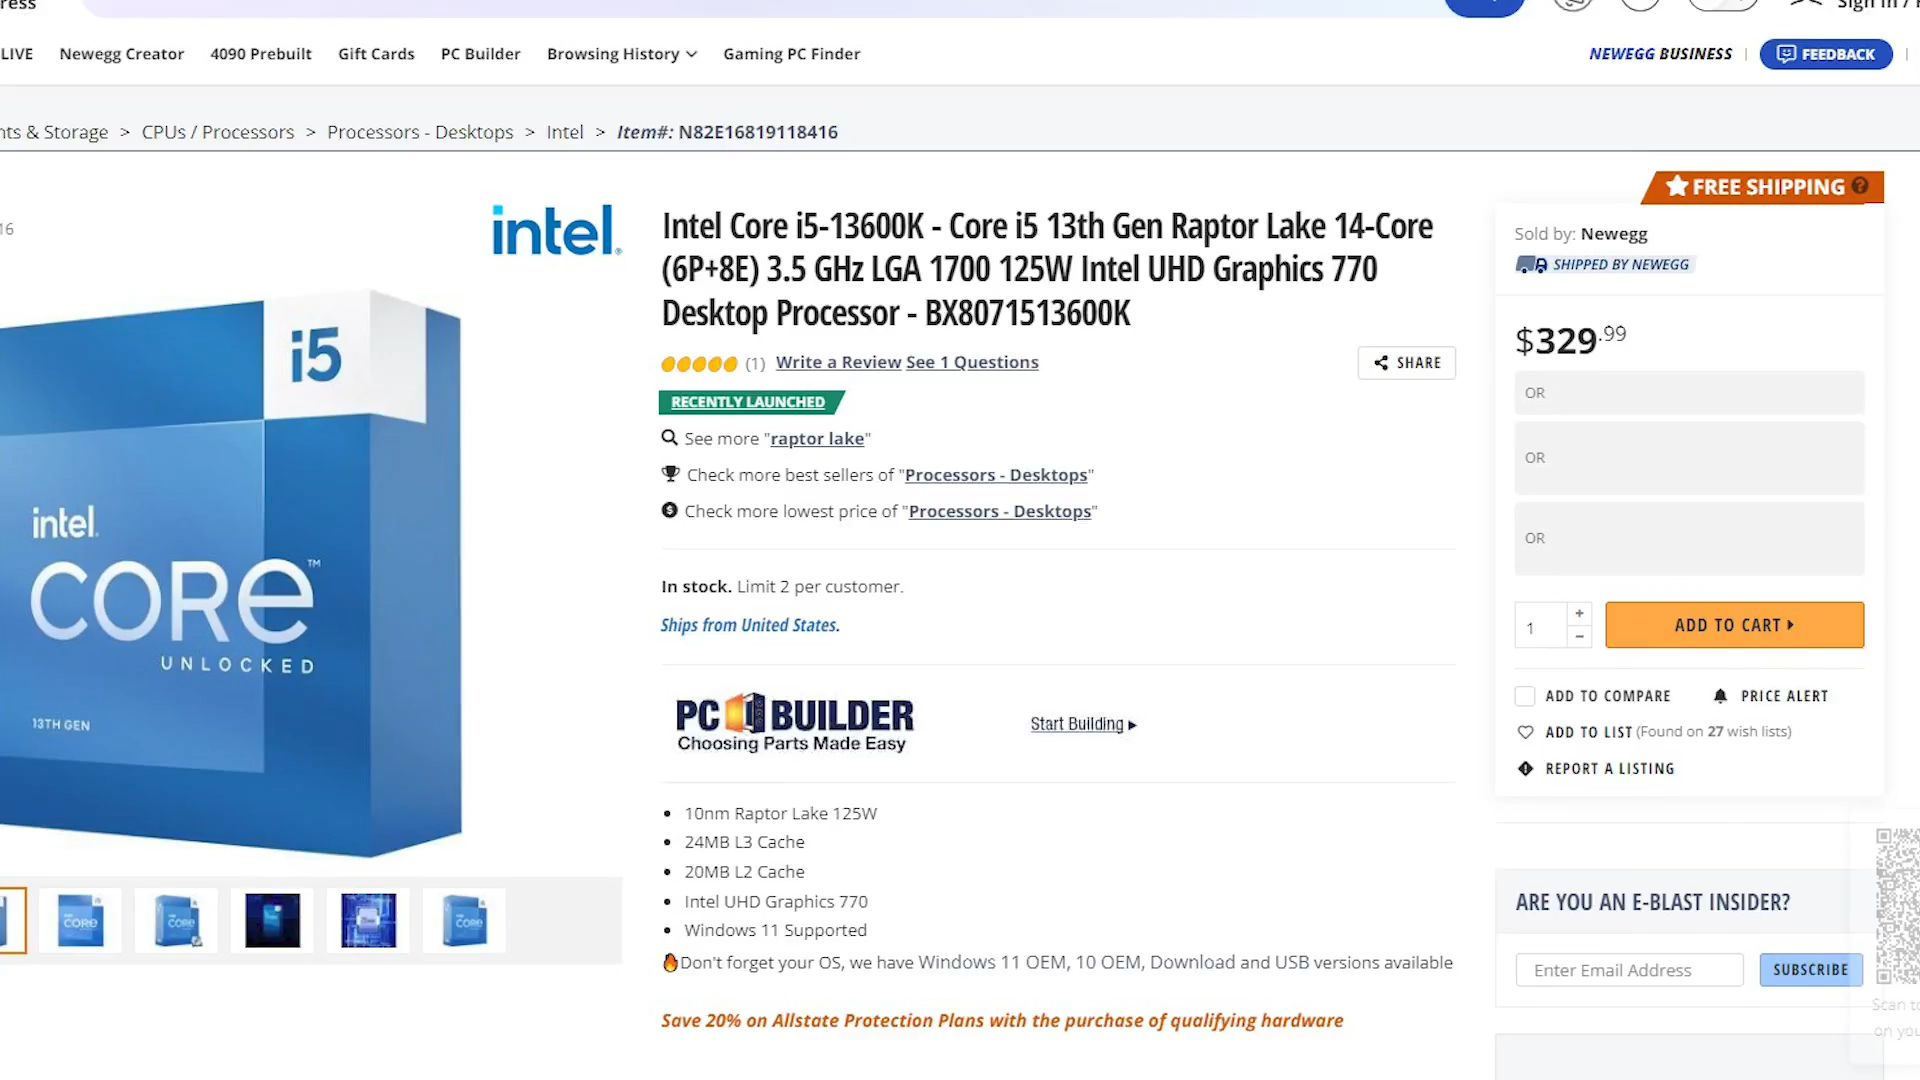 ress
Sign in / R
LIVE Newegg Creator 4090 Prebuilt Gift Cards PC Builder Browsing History Gaming PC Finder
NEWEGG BUSINESS | FEEDBACK |
nts & Storage > CPUs / Processors > Processors - Desktops > Intel > Item#: N82E16819118416
16
intel.
i5
intel.
CORE™
UNLOCKED
13TH GEN
Intel Core i5-13600K - Core i5 13th Gen Raptor Lake 14-Core
(6P+8E) 3.5 GHz LGA 1700 125W Intel UHD Graphics 770
Desktop Processor - BX8071513600K
(1) Write a Review See 1 Questions
SHARE
RECENTLY LAUNCHED
See more "raptor lake"
Check more best sellers of "Processors - Desktops"
Check more lowest price of "Processors - Desktops"
In stock. Limit 2 per customer.
Ships from United States.
PC BUILDER
Choosing Parts Made Easy
Start Building
• 10nm Raptor Lake 125W
• 24MB L3 Cache
• 20MB L2 Cache
• Intel UHD Graphics 770
• Windows 11 Supported
Don't forget your OS, we have Windows 11 OEM, 10 OEM, Download and USB versions available
Save 20% on Allstate Protection Plans with the purchase of qualifying hardware
FREE SHIPPING
Sold by: Newegg
SHIPPED BY NEWEGG
$329.99
OR
OR
OR
1 + −
ADD TO CART
ADD TO COMPARE
PRICE ALERT
ADD TO LIST (Found on 27 wish lists)
REPORT A LISTING
ARE YOU AN E-BLAST INSIDER?
Enter Email Address
SUBSCRIBE
Scan to
on you
CORE
CORE
CORE